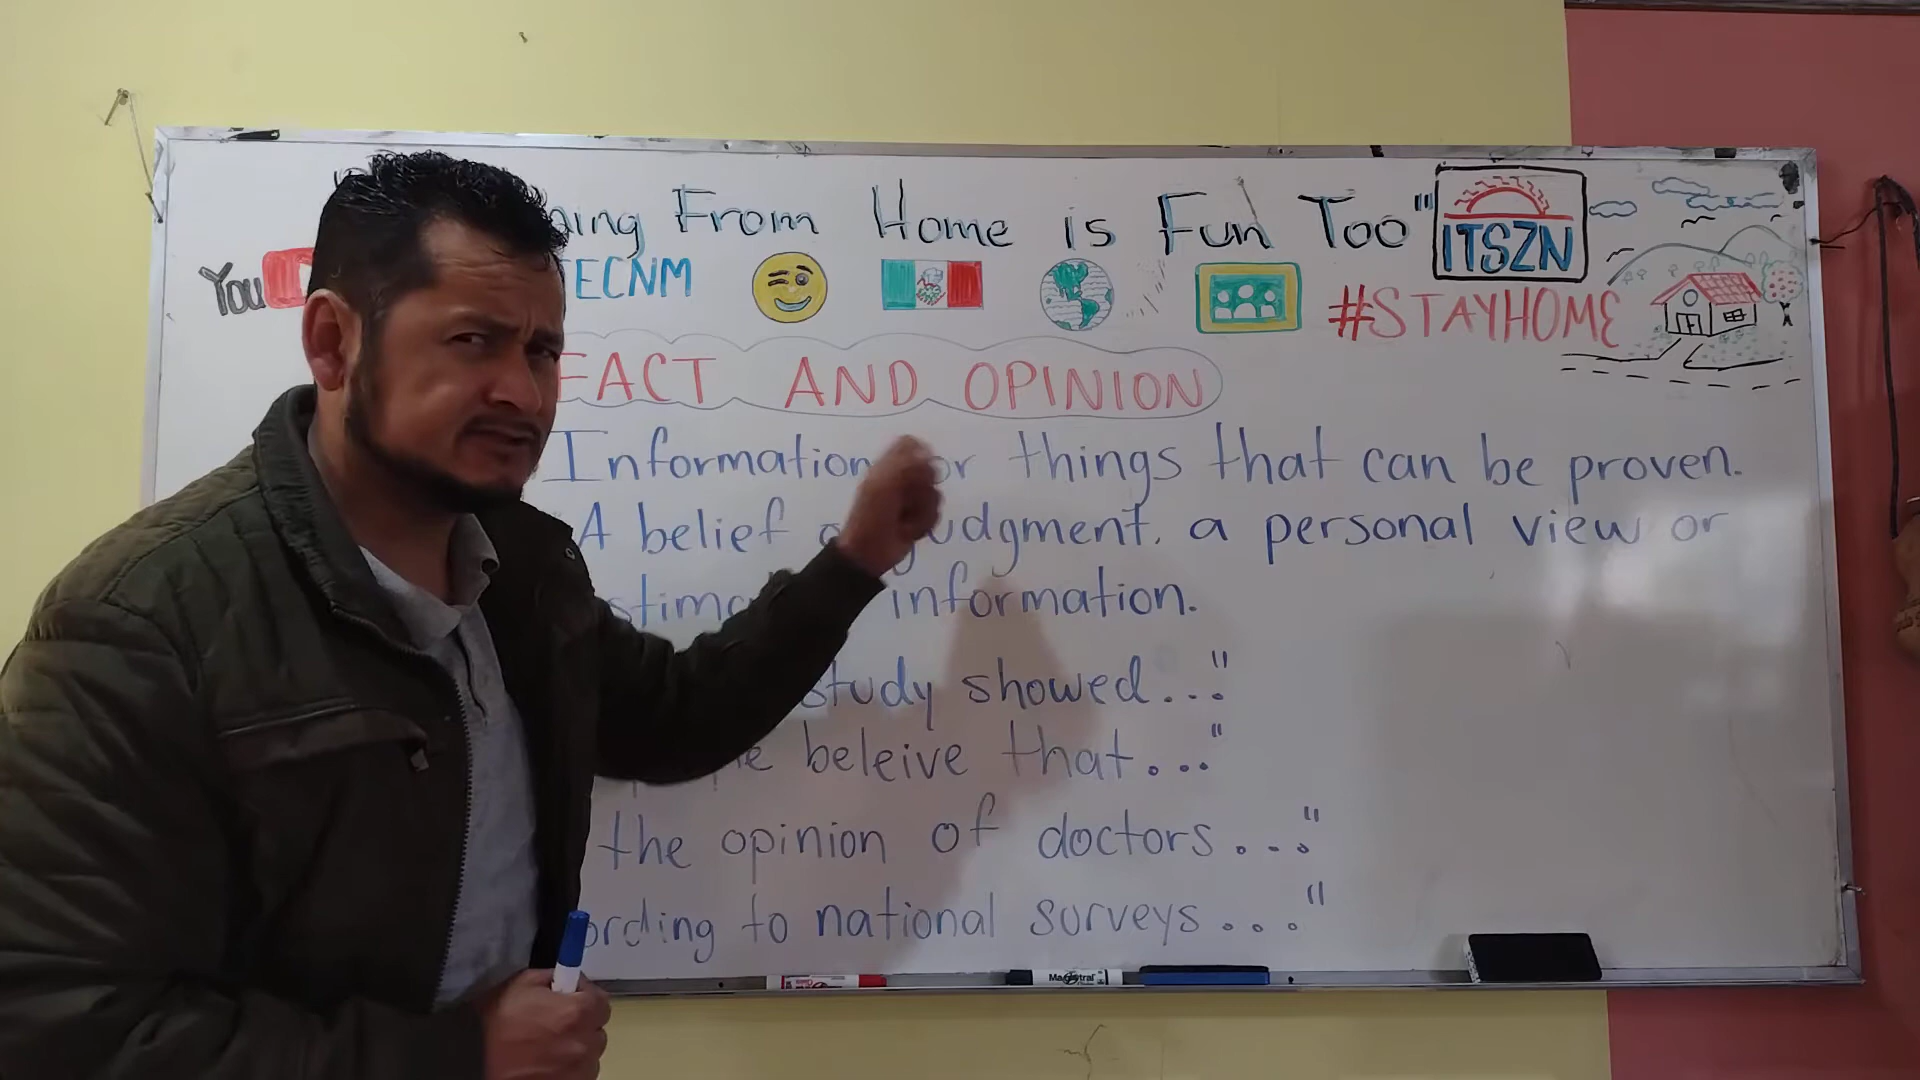 From Home is Fun Too"
ITSZN
You
ECNM
#STAYHOME
FACT AND OPINION
Information or things that can be proven.
A belief judgment, a personal view or
information.
study showed..."
beleive that..."
the opinion of doctors..."
to national surveys..."
Magistral